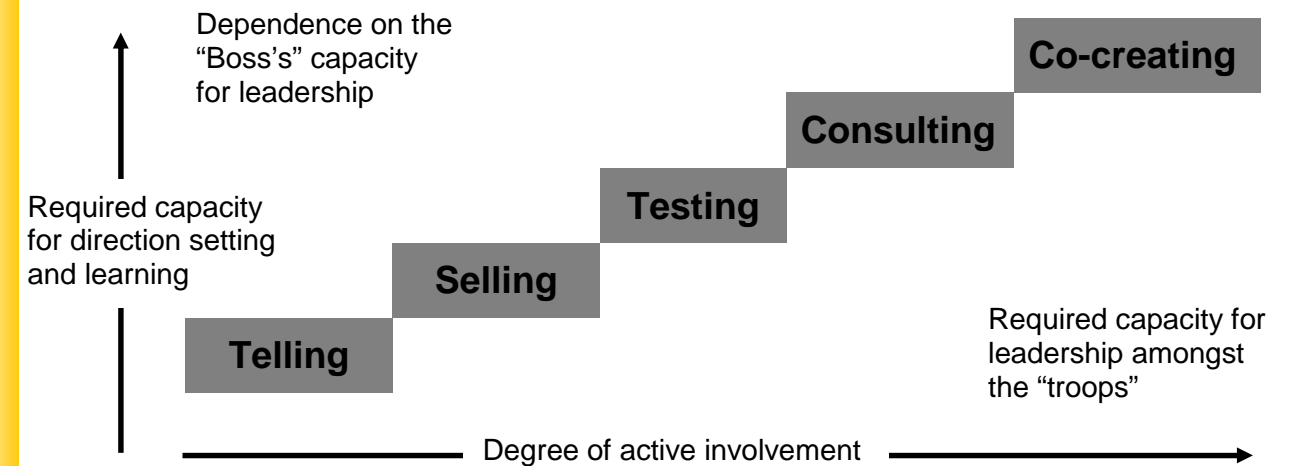 Dependence on the
“Boss’s” capacity
for leadership
Co-creating
Consulting
Testing
Required capacity
for direction setting
and learning
Selling
Telling
Required capacity for
leadership amongst
the “troops”
Degree of active involvement